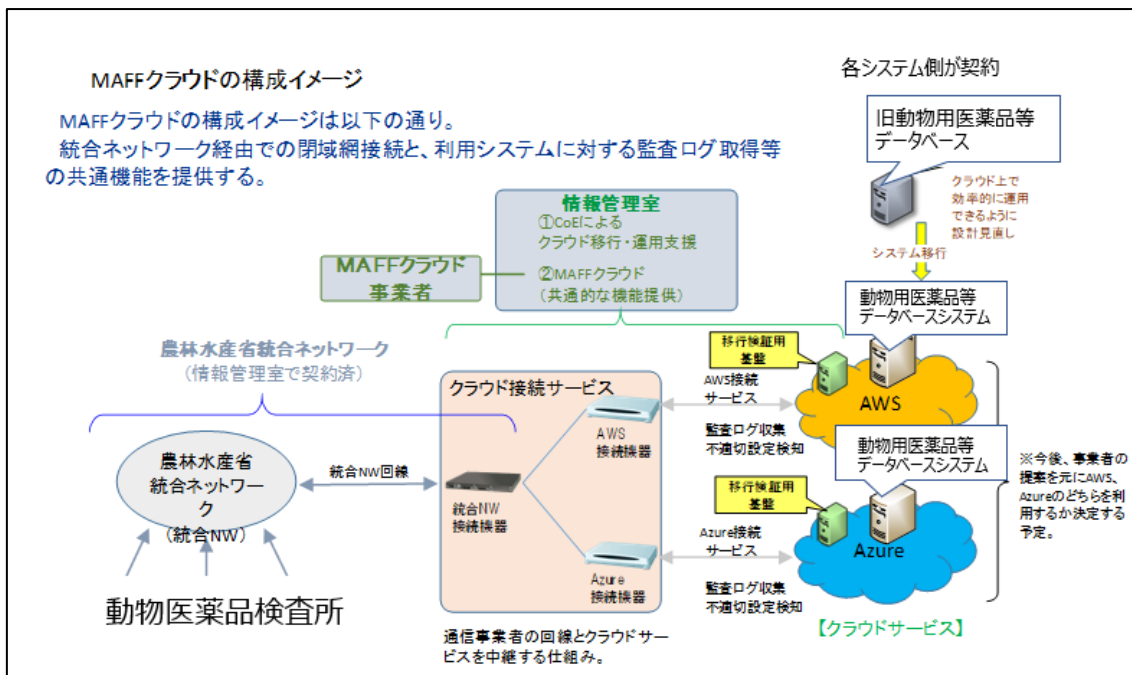 MAFFクラウドの構成イメージ
MAFFクラウドの構成イメージは以下の通り。
統合ネットワーク経由での閉域網接続と、利用システムに対する監査ログ取得等
の共通機能を提供する。
各システム側が契約
旧動物用医薬品等
データベース
クラウド上で
効率的に運用
できるように
設計見直し
システム移行
情報管理室
①CoEによる
クラウド移行・運用支援
②MAFFクラウド
（共通的な機能提供）
MAFFクラウド
事業者
動物用医薬品等
データベースシステム
農林水産省統合ネットワーク
（情報管理室で契約済）
クラウド接続サービス
AWS
接続機器
統合NW
接続機器
Azure
接続機器
移行検証用
基盤
AWS接続
サービス
AWS
監査ログ収集
不適切設定検知
動物用医薬品等
データベースシステム
農林水産省
統合ネットワー
ク
（統合NW）
統合NW回線
移行検証用
基盤
Azure接続
サービス
Azure
監査ログ収集
不適切設定検知
※今後、事業者の
提案を元にAWS、
Azureのどちらを利
用するか決定する
予定。
動物医薬品検査所
通信事業者の回線とクラウドサー
ビスを中継する仕組み。
【クラウドサービス】